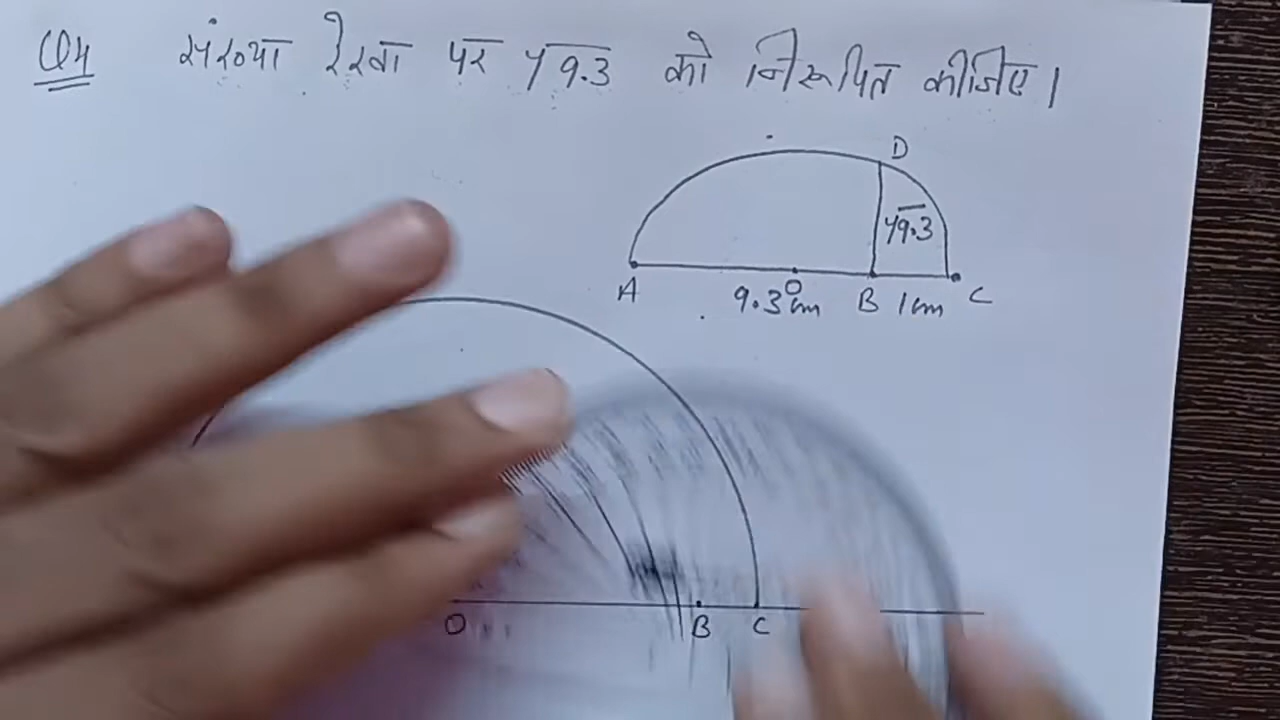 Q4 संख्या रेखा पर √9.3 को निरूपित कीजिए।
D
√9.3
A 9.3cm O B 1cm C
O B C